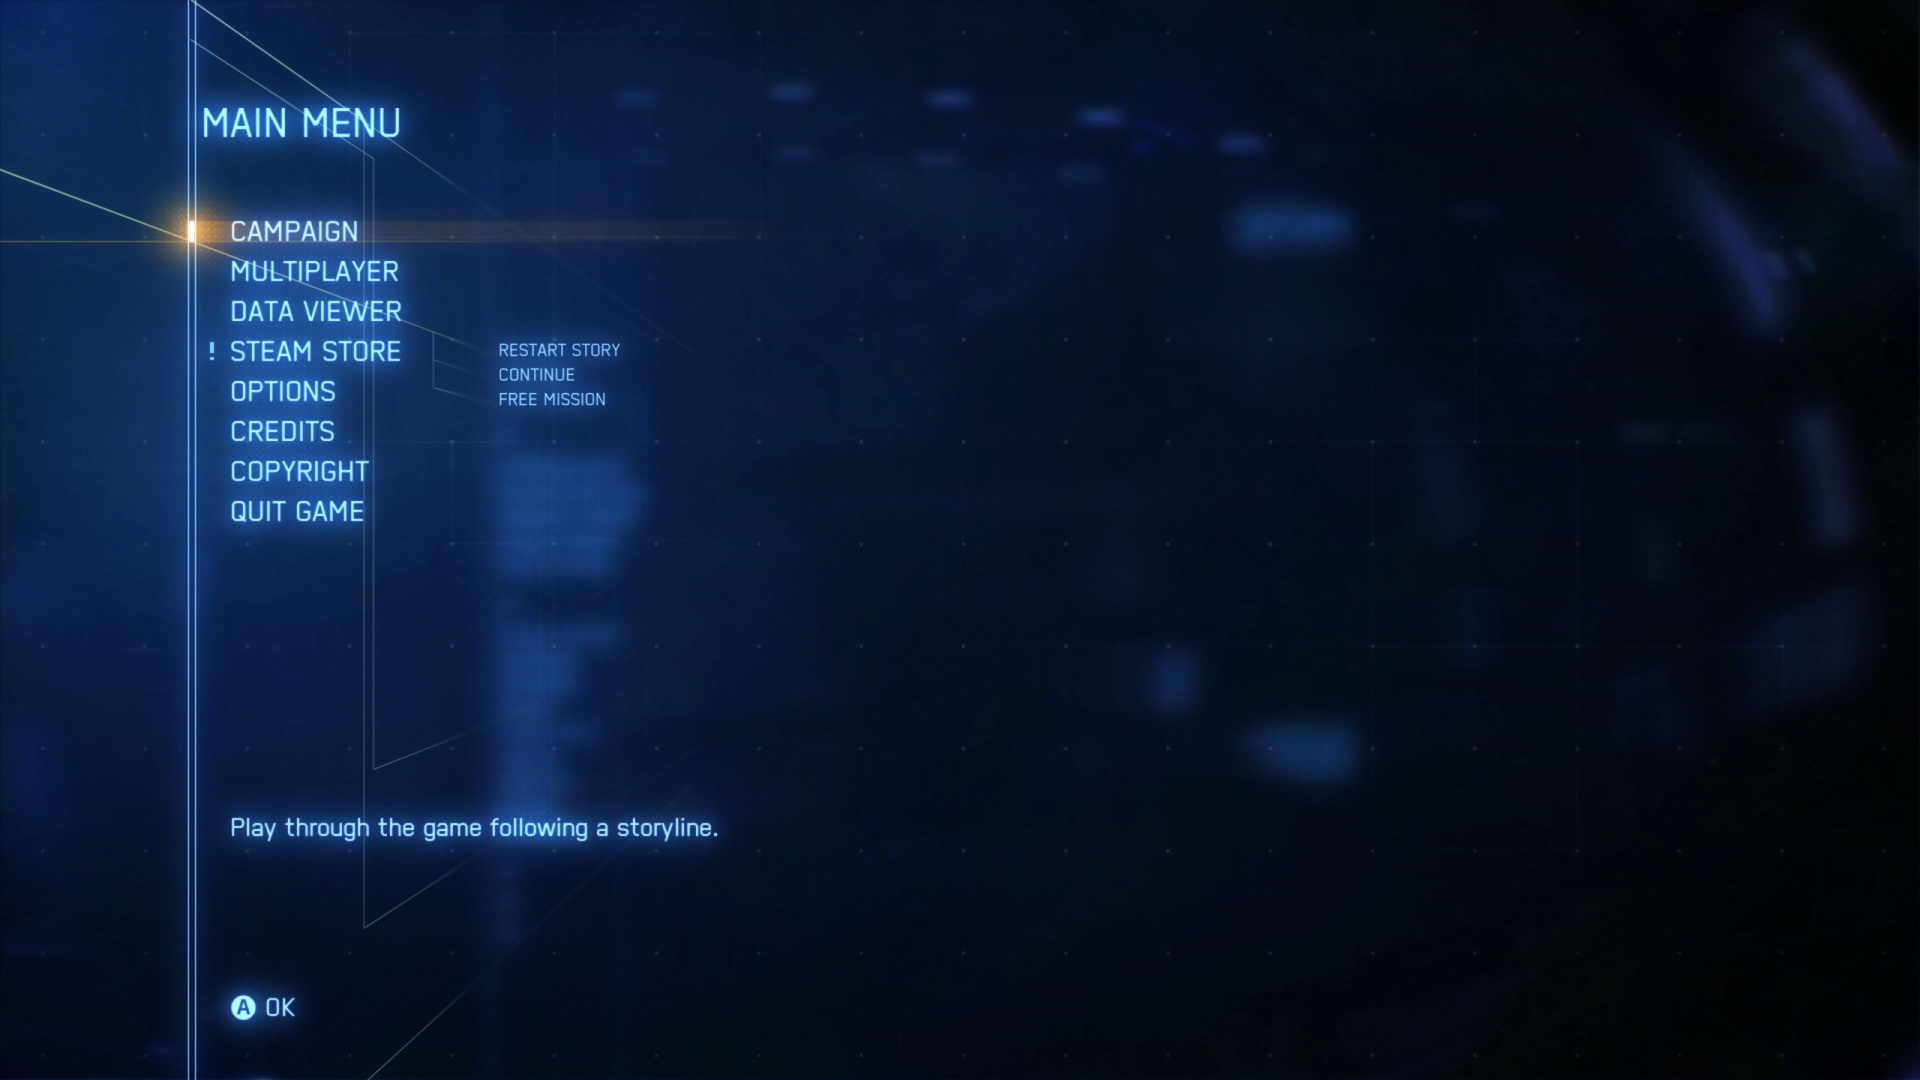 MAIN MENU
CAMPAIGN
MULTIPLAYER
DATA VIEWER
! STEAM STORE
OPTIONS
CREDITS
COPYRIGHT
QUIT GAME
RESTART STORY
CONTINUE
FREE MISSION
Play through the game following a storyline.
A OK